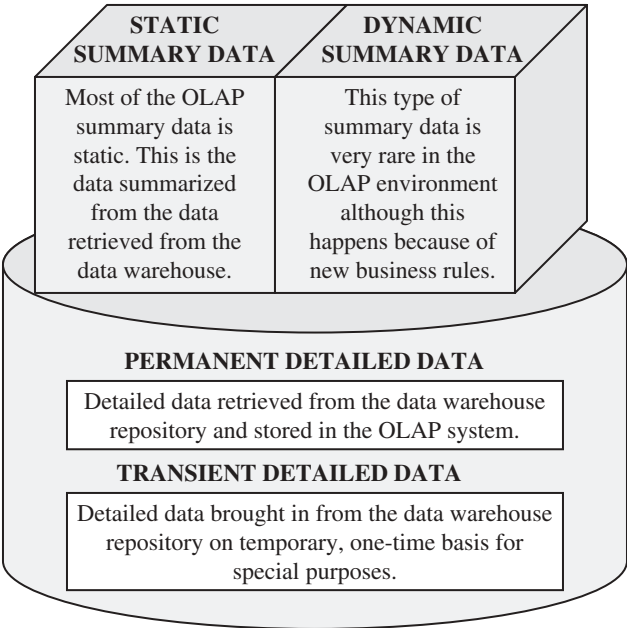 STATIC
SUMMARY DATA
Most of the OLAP
summary data is
static. This is the
data summarized
from the data
retrieved from the
data warehouse.
DYNAMIC
SUMMARY DATA
This type of
summary data is
very rare in the
OLAP environment
although this
happens because of
new business rules.
PERMANENT DETAILED DATA
Detailed data retrieved from the data warehouse
repository and stored in the OLAP system.
TRANSIENT DETAILED DATA
Detailed data brought in from the data warehouse
repository on temporary, one-time basis for
special purposes.